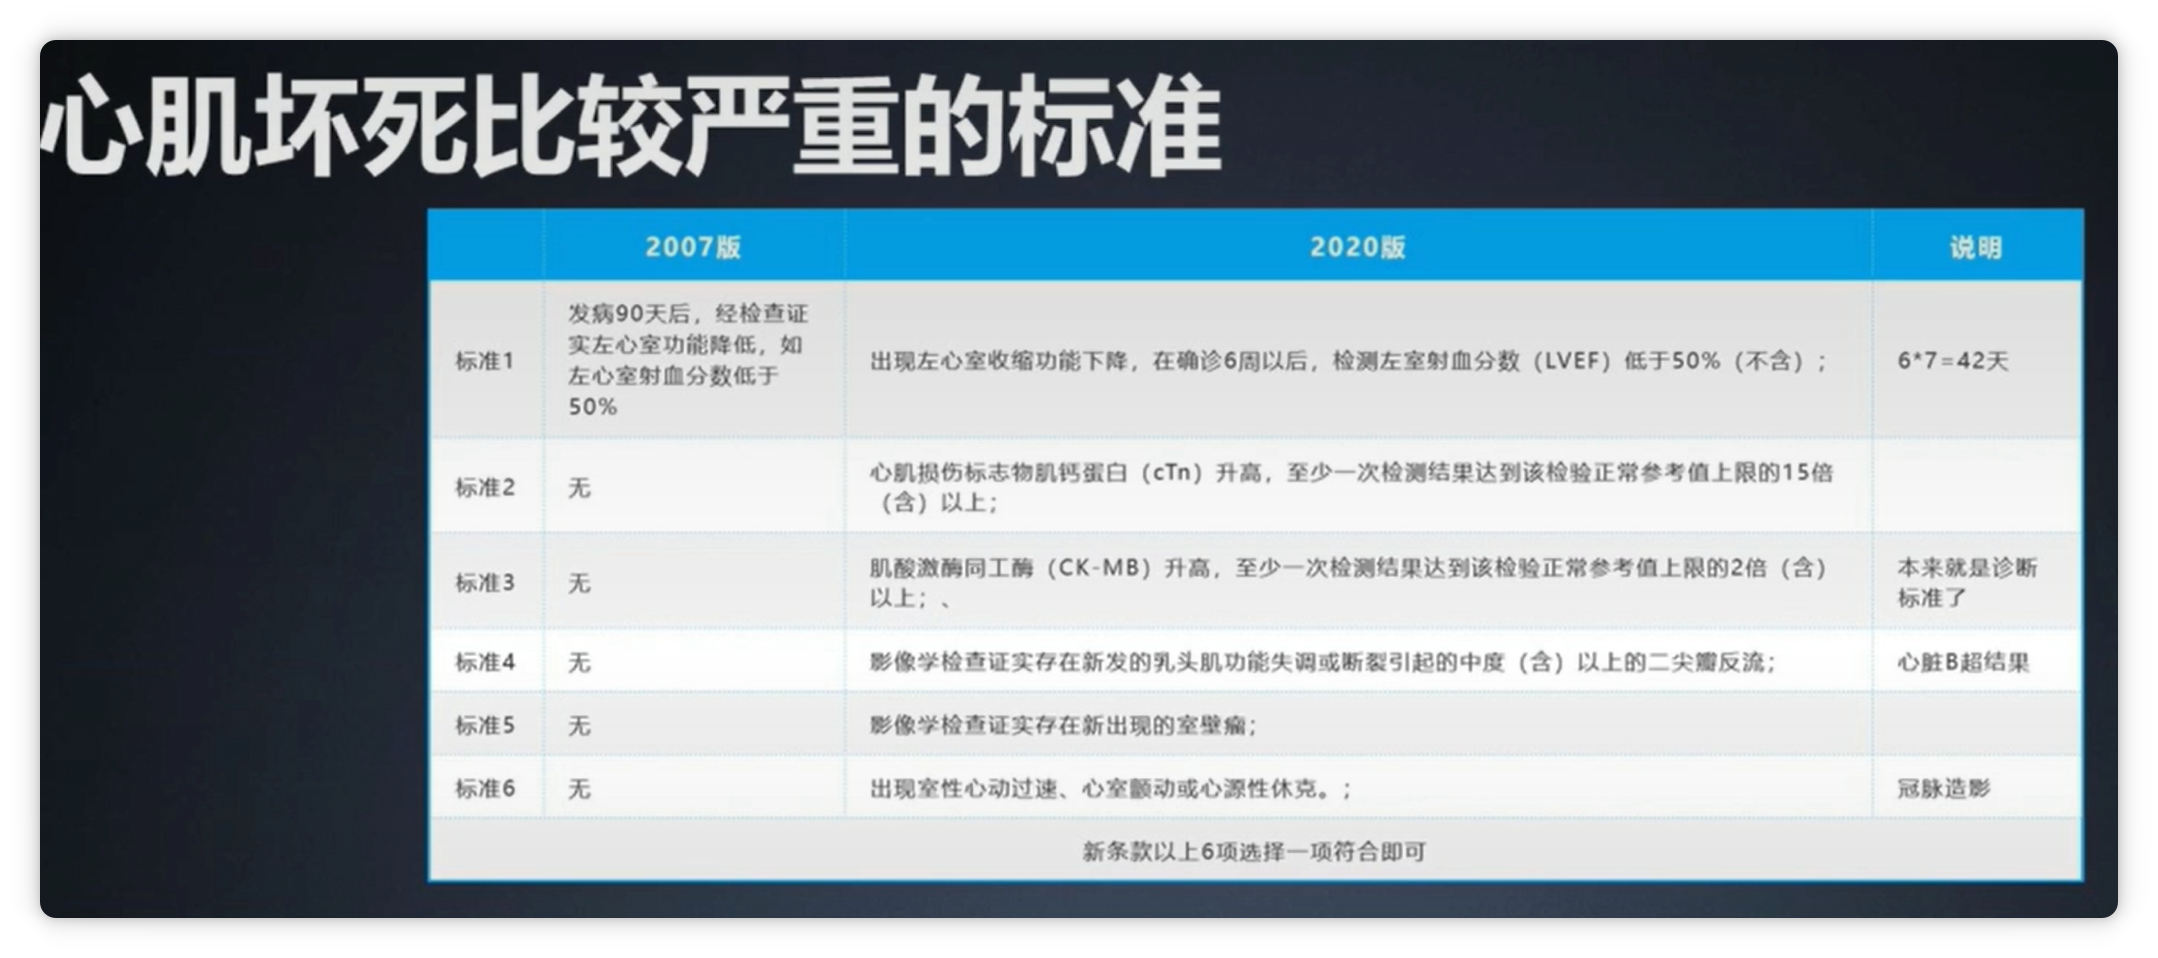 心肌坏死比较严重的标准
2007版
2020版
说明
标准1
发病90天后，经检查证
实左心室功能降低，如
左心室射血分数低于
50%
出现左心室收缩功能下降，在确诊6周以后，检测左室射血分数（LVEF）低于50%（不含）；
6*7=42天
标准2
无
心肌损伤标志物肌钙蛋白（cTn）升高，至少一次检测结果达到该检验正常参考值上限的15倍
（含）以上；
标准3
无
肌酸激酶同工酶（CK-MB）升高，至少一次检测结果达到该检验正常参考值上限的2倍（含）
以上；、
本来就是诊断
标准了
标准4
无
影像学检查证实存在新发的乳头肌功能失调或断裂引起的中度（含）以上的二尖瓣反流；
心脏B超结果
标准5
无
影像学检查证实存在新出现的室壁瘤；
标准6
无
出现室性心动过速、心室颤动或心源性休克。；
冠脉造影
新条款以上6项选择一项符合即可